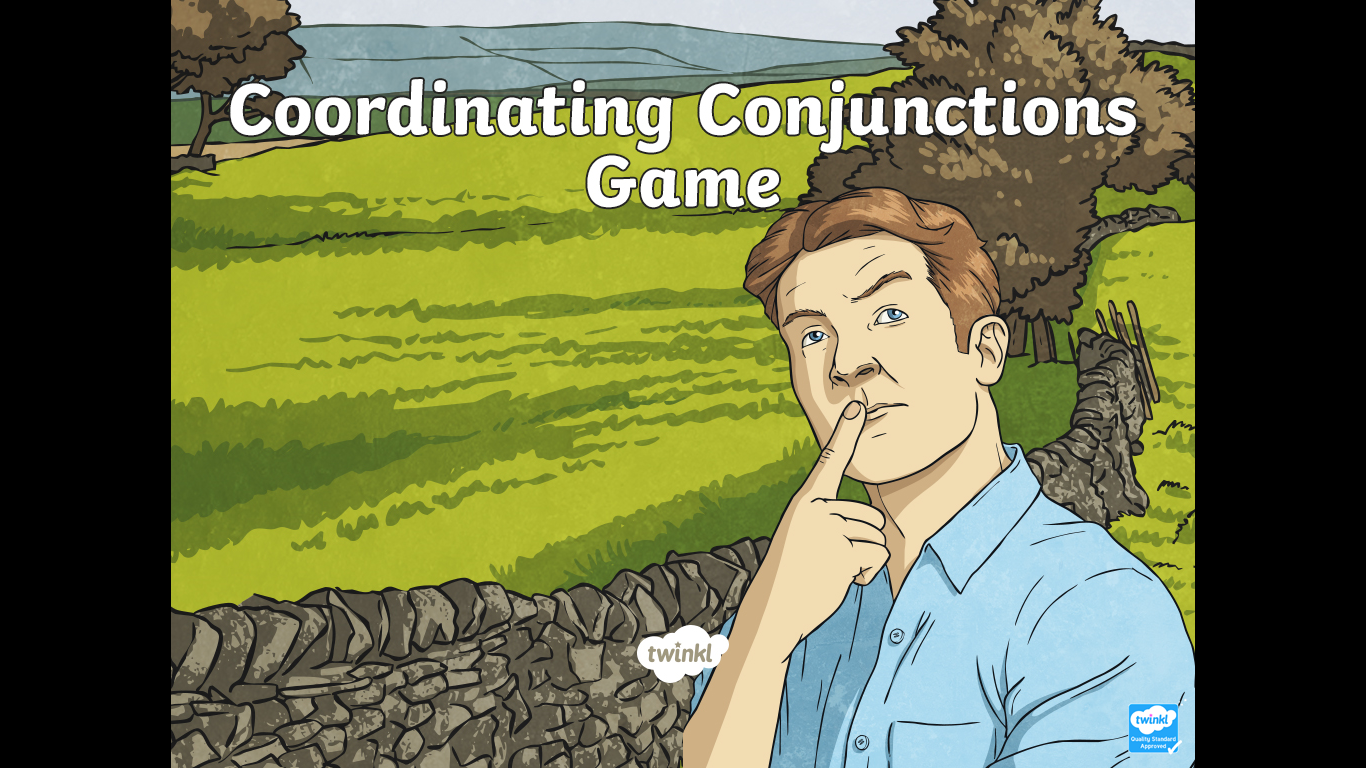 Coordinating Conjunctions
Game
twinkl
twinkl
Quality Standard
Approved